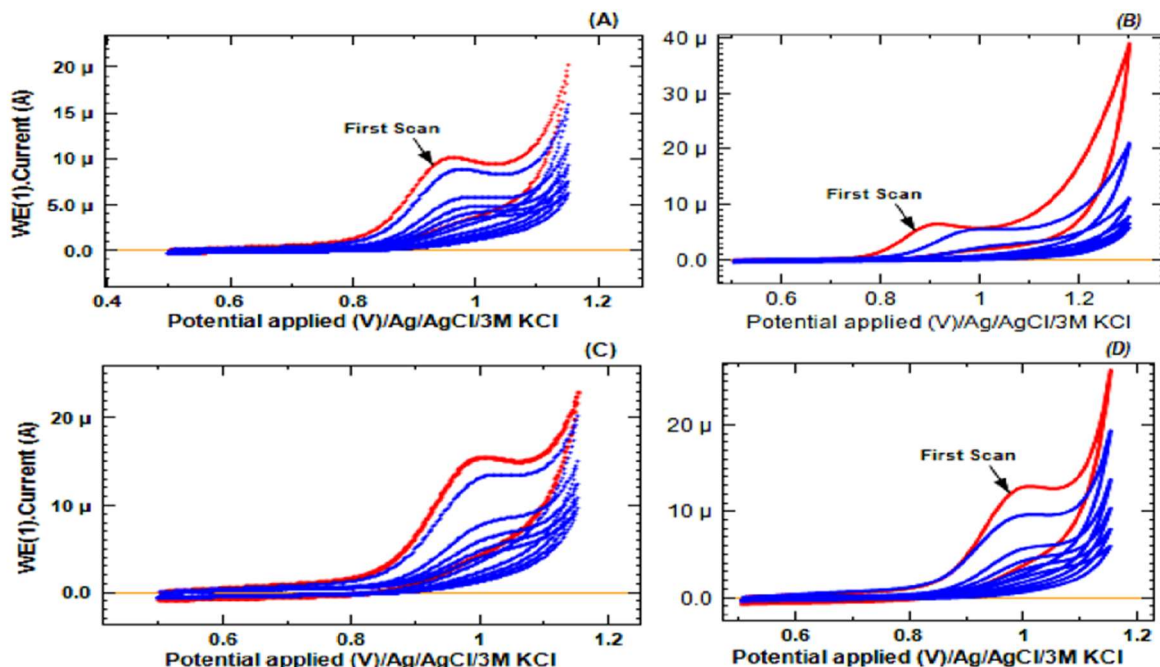 (A)
WE(1).Current (A)
20 µ
15 µ
10 µ
5.0 µ
0.0
First Scan
0.4 0.6 0.8 1 1.2
Potential applied (V)/Ag/AgCl/3M KCl
(B)
40 µ
30 µ
20 µ
10 µ
0.0
First Scan
0.6 0.8 1 1.2
Potential applied (V)/Ag/AgCl/3M KCl
(C)
WE(1).Current (A)
20 µ
10 µ
0.0
0.6 0.8 1 1.2
Potential applied (V)/Ag/AgCl/3M KCl
(D)
20 µ
10 µ
0.0
First Scan
0.6 0.8 1 1.2
Potential applied (V)/Ag/AgCl/3M KCl